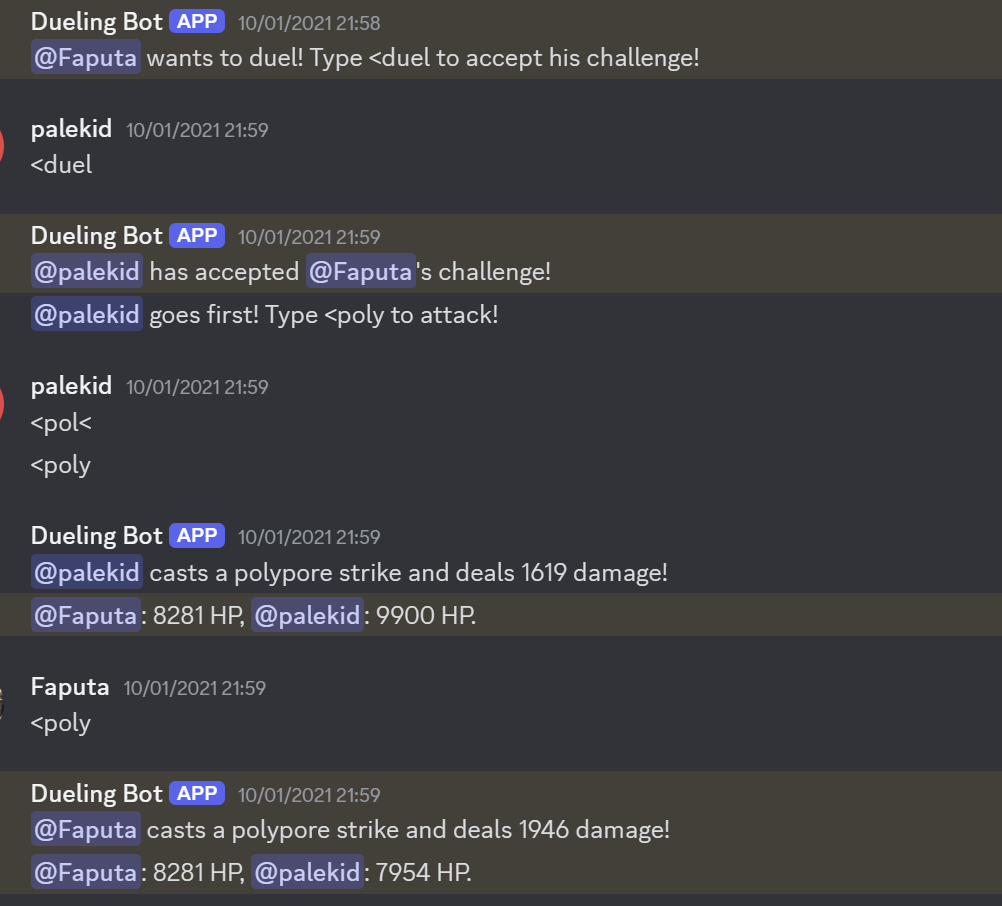 Dueling Bot APP 10/01/2021 21:58
@Faputa wants to duel! Type <duel to accept his challenge!
palekid 10/01/2021 21:59
<duel
Dueling Bot APP 10/01/2021 21:59
@palekid has accepted @Faputa's challenge!
@palekid goes first! Type <poly to attack!
palekid 10/01/2021 21:59
<pol<
<poly
Dueling Bot APP 10/01/2021 21:59
@palekid casts a polypore strike and deals 1619 damage!
@Faputa: 8281 HP, @palekid: 9900 HP.
Faputa 10/01/2021 21:59
<poly
Dueling Bot APP 10/01/2021 21:59
@Faputa casts a polypore strike and deals 1946 damage!
@Faputa: 8281 HP, @palekid: 7954 HP.